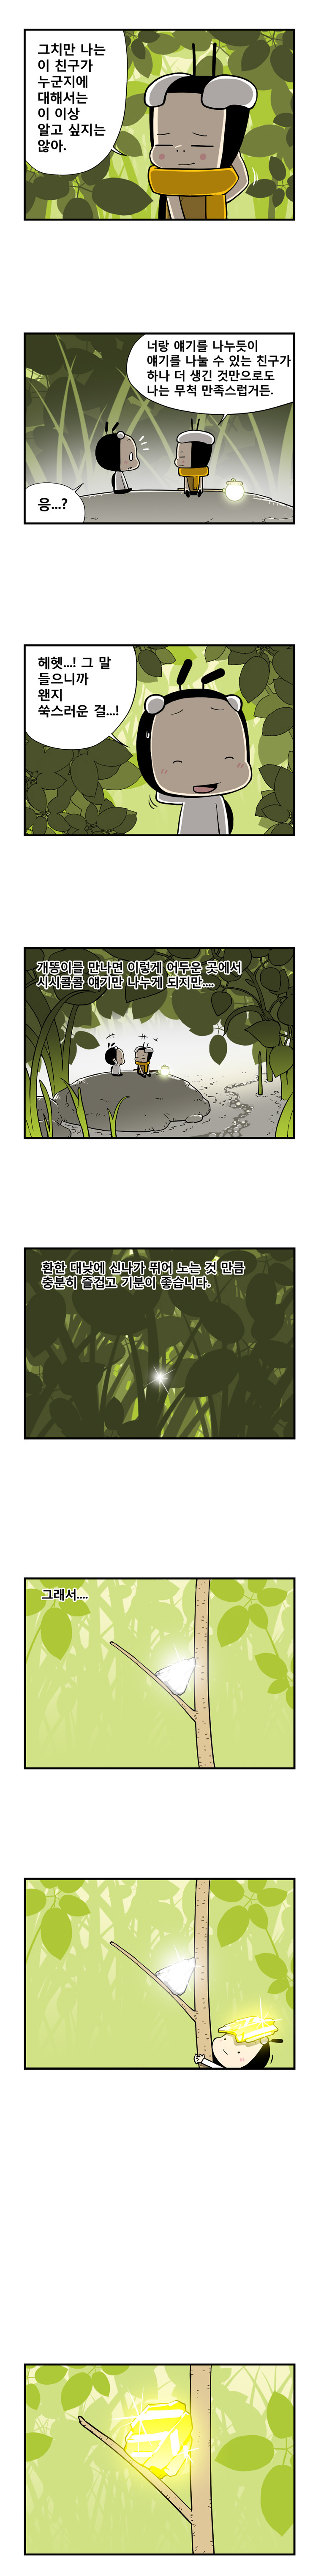 그치만 나는
이 친구가
누군지에
대해서는
이 이상
알고 싶지는
않아.
너랑 얘기를 나누듯이
얘기를 나눌 수 있는 친구가
하나 더 생긴 것만으로도
나는 무척 만족스럽거든.
응...?
헤헷...! 그 말
들으니까
왠지
쑥스러운 걸...!
개똥이를 만나면 이렇게 어두운 곳에서
시시콜콜 얘기만 나누게 되지만....
환한 대낮에 신나가 뛰어 노는 것 만큼
충분히 즐겁고 기분이 좋습니다.
그래서....